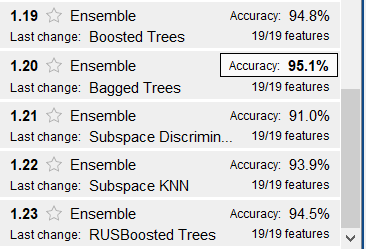 1.19 Ensemble Accuracy: 94.8%
Last change: Boosted Trees 19/19 features
1.20 Ensemble Accuracy: 95.1%
Last change: Bagged Trees 19/19 features
1.21 Ensemble Accuracy: 91.0%
Last change: Subspace Discrimin... 19/19 features
1.22 Ensemble Accuracy: 93.9%
Last change: Subspace KNN 19/19 features
1.23 Ensemble Accuracy: 94.5%
Last change: RUSBoosted Trees 19/19 features